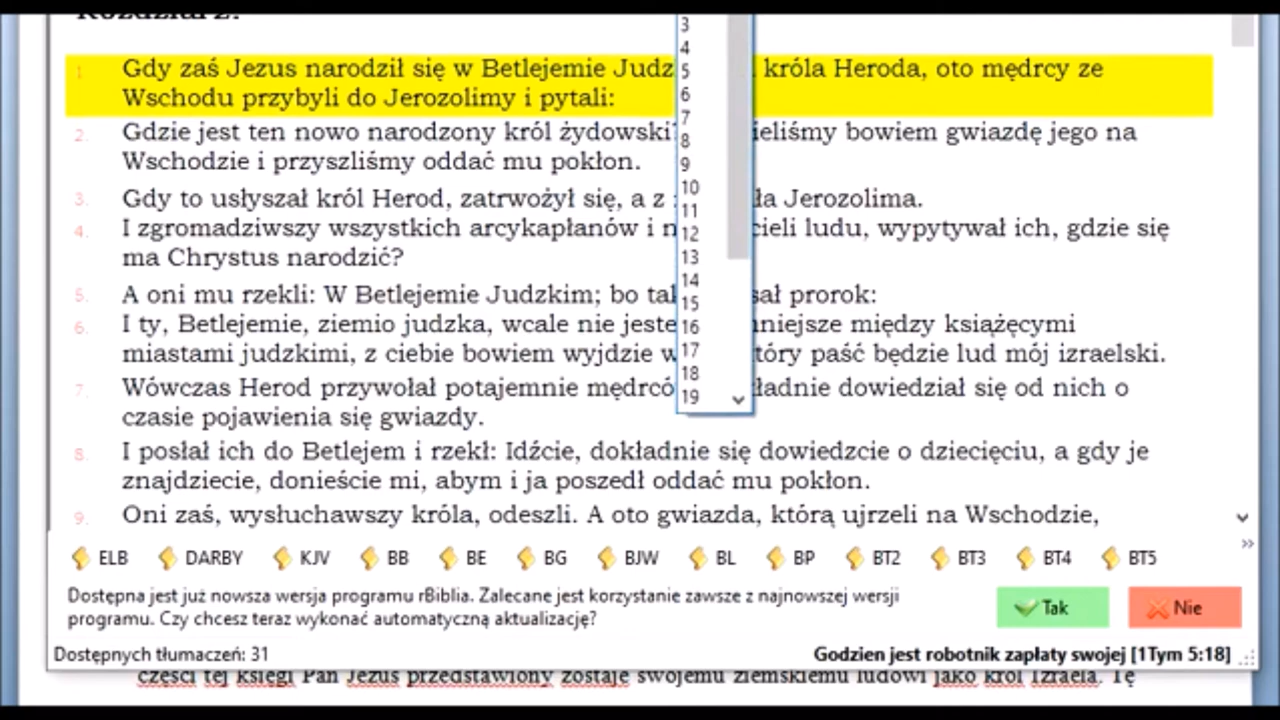 Rozdział 2.
1 Gdy zaś Jezus narodził się w Betlejemie króla Heroda, oto mędrcy ze
Wschodu przybyli do Jerozolimy i pytali:
2. Gdzie jest ten nowo narodzony król żydowski bowiem gwiazdę jego na
Wschodzie i przyszliśmy oddać mu pokłon.
3. Gdy to usłyszał król Herod, zatrwożył się, a z Jerozolima.
4. I zgromadziwszy wszystkich arcykapłanów i ludu, wypytywał ich, gdzie się
ma Chrystus narodzić?
5. A oni mu rzekli: W Betlejemie Judzkim; bo prorok:
6. I ty, Betlejemie, ziemio judzka, wcale nie między książęcymi
miastami judzkimi, z ciebie bowiem wyjdzie paść będzie lud mój izraelski.
7. Wówczas Herod przywołał potajemnie dowiedział się od nich o
czasie pojawienia się gwiazdy.
8. I posłał ich do Betlejem i rzekł: Idźcie, dokładnie się dowiedzcie o dziecięciu, a gdy je
znajdziecie, donieście mi, abym i ja poszedł oddać mu pokłon.
9. Oni zaś, wysłuchawszy króla, odeszli. A oto gwiazda, którą ujrzeli na Wschodzie,
3
4
5
6
7
8
9
10
11
12
13
14
15
16
17
18
19
ELB DARBY KJV BB BE BG BJW BL BP BT2 BT3 BT4 BT5
Dostępna jest już nowsza wersja programu rBiblia. Zalecane jest korzystanie zawsze z najnowszej wersji
programu. Czy chcesz teraz wykonać automatyczną aktualizację?
Tak Nie
Dostępnych tłumaczeń: 31 Godzien jest robotnik zapłaty swojej [1Tym 5:18]
części tej księgi Pan Jezus przedstawiony zostaje swojemu ziemskiemu ludowi jako król Izraela. Tę